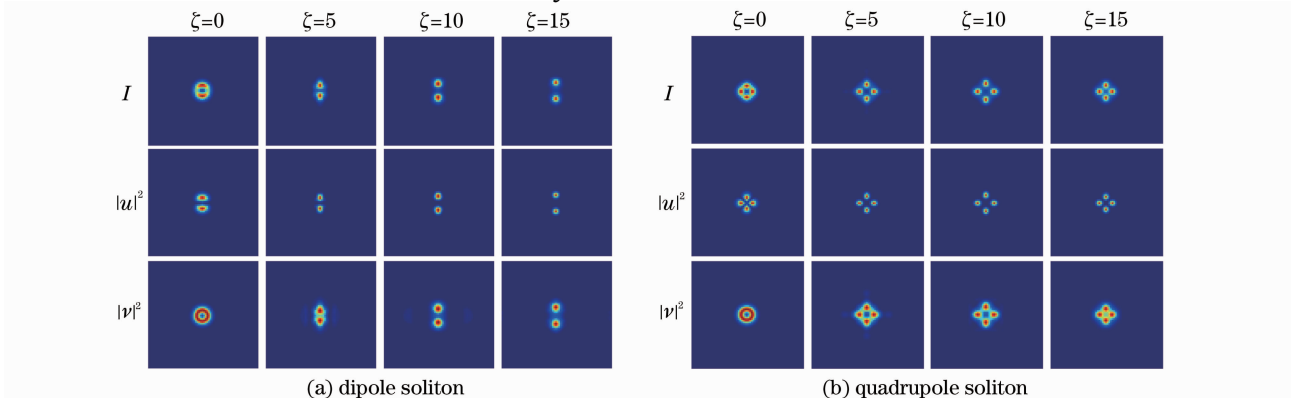 ζ=0 ζ=5 ζ=10 ζ=15 ζ=0 ζ=5 ζ=10 ζ=15
I I
|u|² |u|²
|ν|² |ν|²
(a) dipole soliton (b) quadrupole soliton